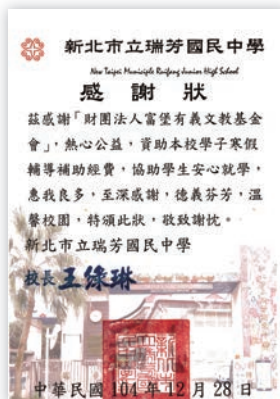 新北市立瑞芳國民中學
New Taipei Municiple Ruifang Junior High School
感謝狀
茲感謝「財團法人富堡有義文教基金
會」,熱心公益,資助本校學子寒假
輔導補助經費,協助學生安心就學,
惠我良多,至深感謝,德義芬芳,溫
馨校園,特頒此狀,敬致謝忱。
新北市立瑞芳國民中學
校長王綠琳
中華民國104年12月28日